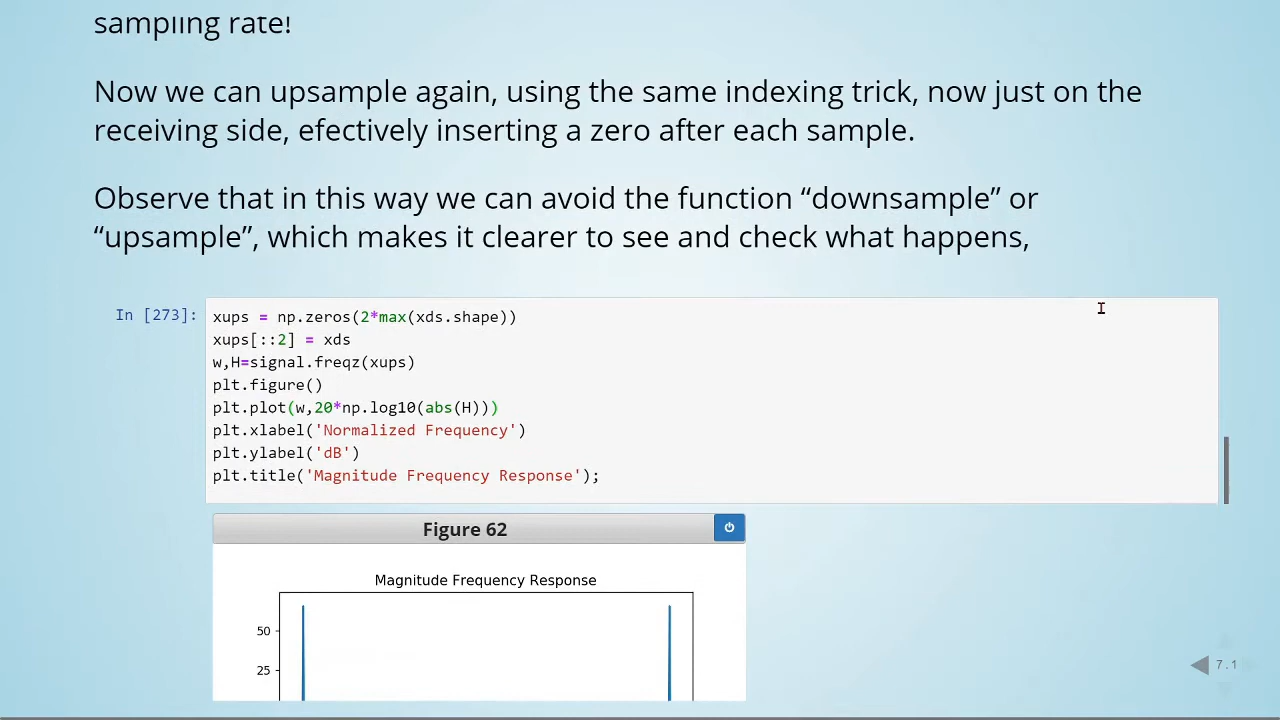 sampling rate!
Now we can upsample again, using the same indexing trick, now just on the
receiving side, efectively inserting a zero after each sample.
Observe that in this way we can avoid the function “downsample” or
“upsample”, which makes it clearer to see and check what happens,
In [273]:
xups = np.zeros(2*max(xds.shape))
xups[::2] = xds
w,H=signal.freqz(xups)
plt.figure()
plt.plot(w,20*np.log10(abs(H)))
plt.xlabel('Normalized Frequency')
plt.ylabel('dB')
plt.title('Magnitude Frequency Response');
Figure 62
Magnitude Frequency Response
50
25
7.1